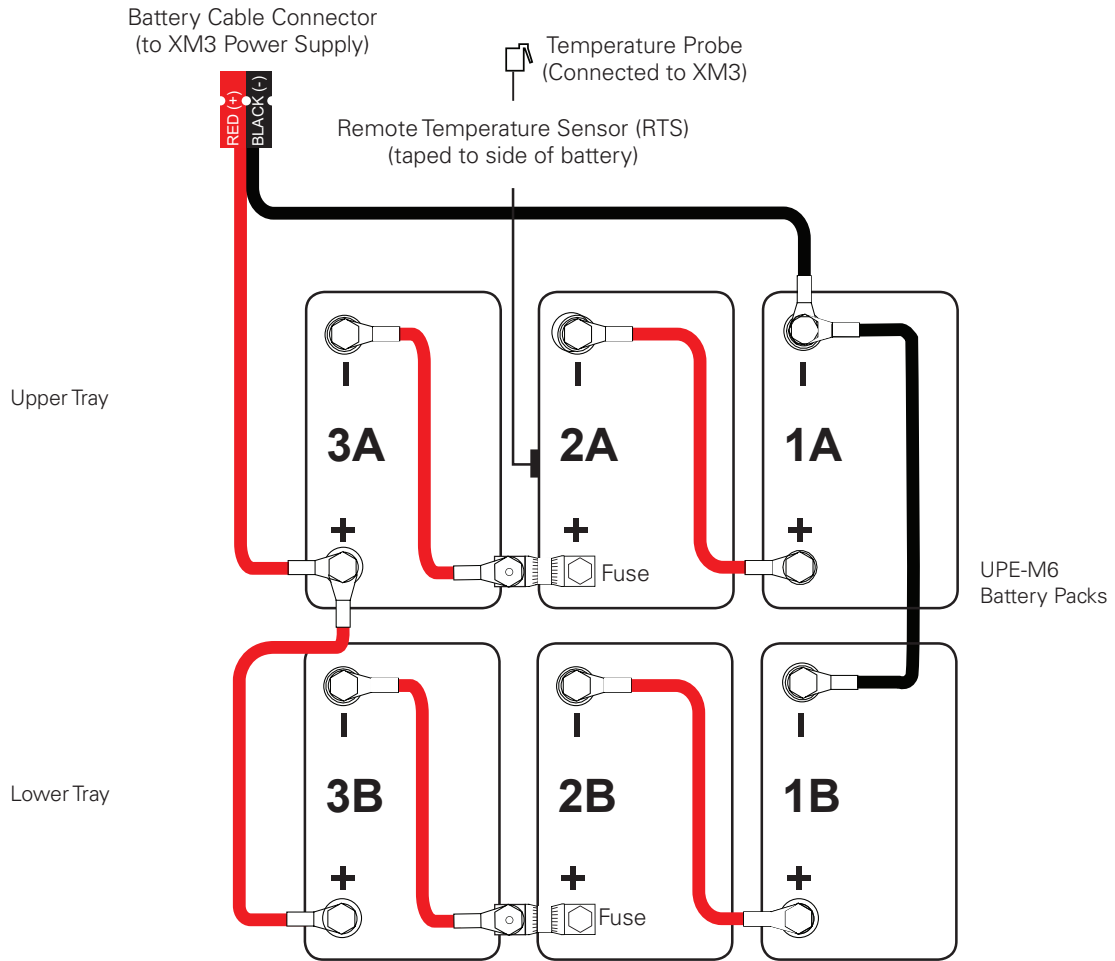 Battery Cable Connector
(to XM3 Power Supply)
Temperature Probe
(Connected to XM3)
RED (+)
BLACK (-)
Remote Temperature Sensor (RTS)
(taped to side of battery)
Upper Tray
3A
2A
1A
+
+
+
Fuse
UPE-M6
Battery Packs
Lower Tray
3B
2B
1B
+
+
+
Fuse